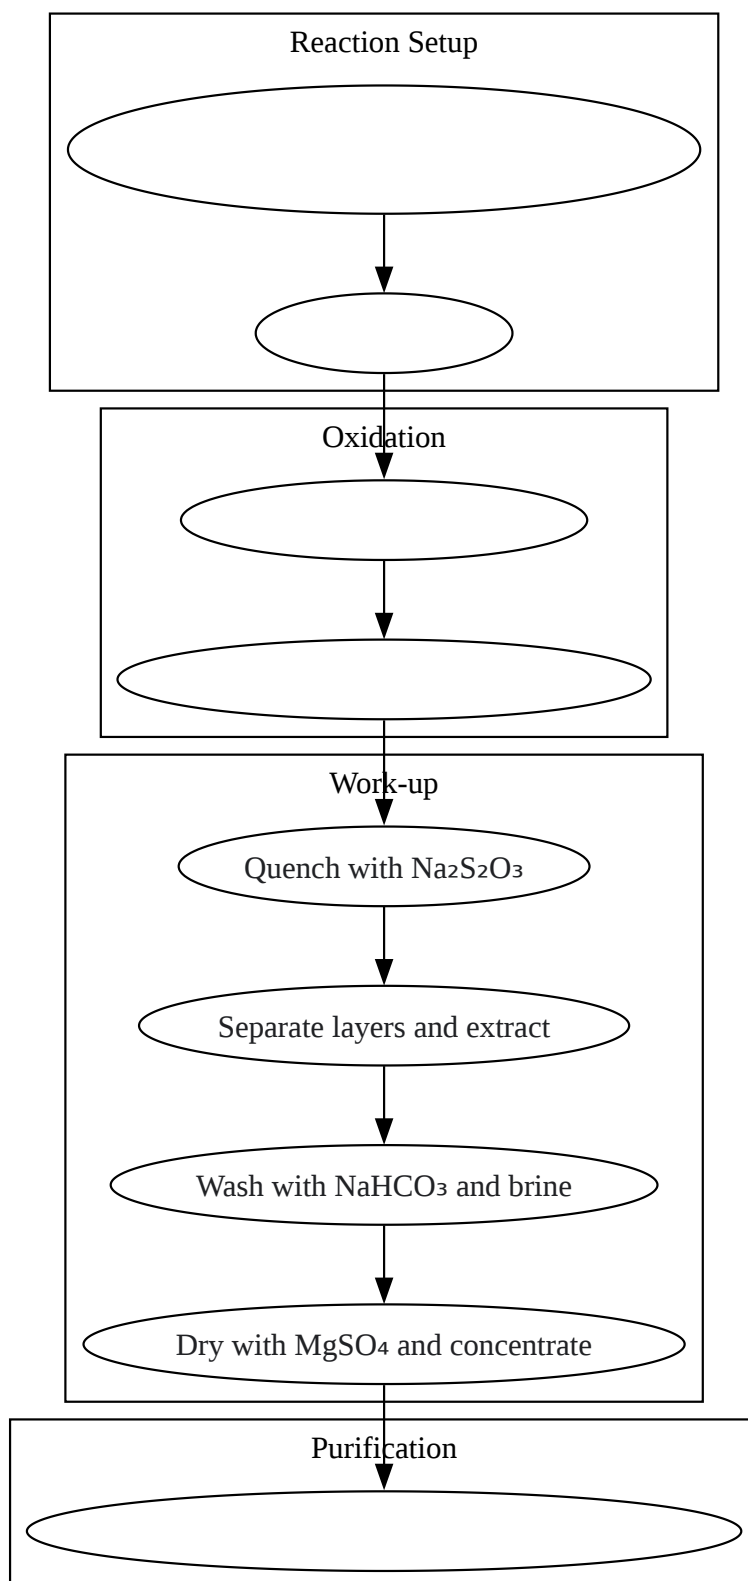 Reaction Setup
Oxidation
Work-up
Quench with Na₂S₂O₃
Separate layers and extract
Wash with NaHCO₃ and brine
Dry with MgSO₄ and concentrate
Purification